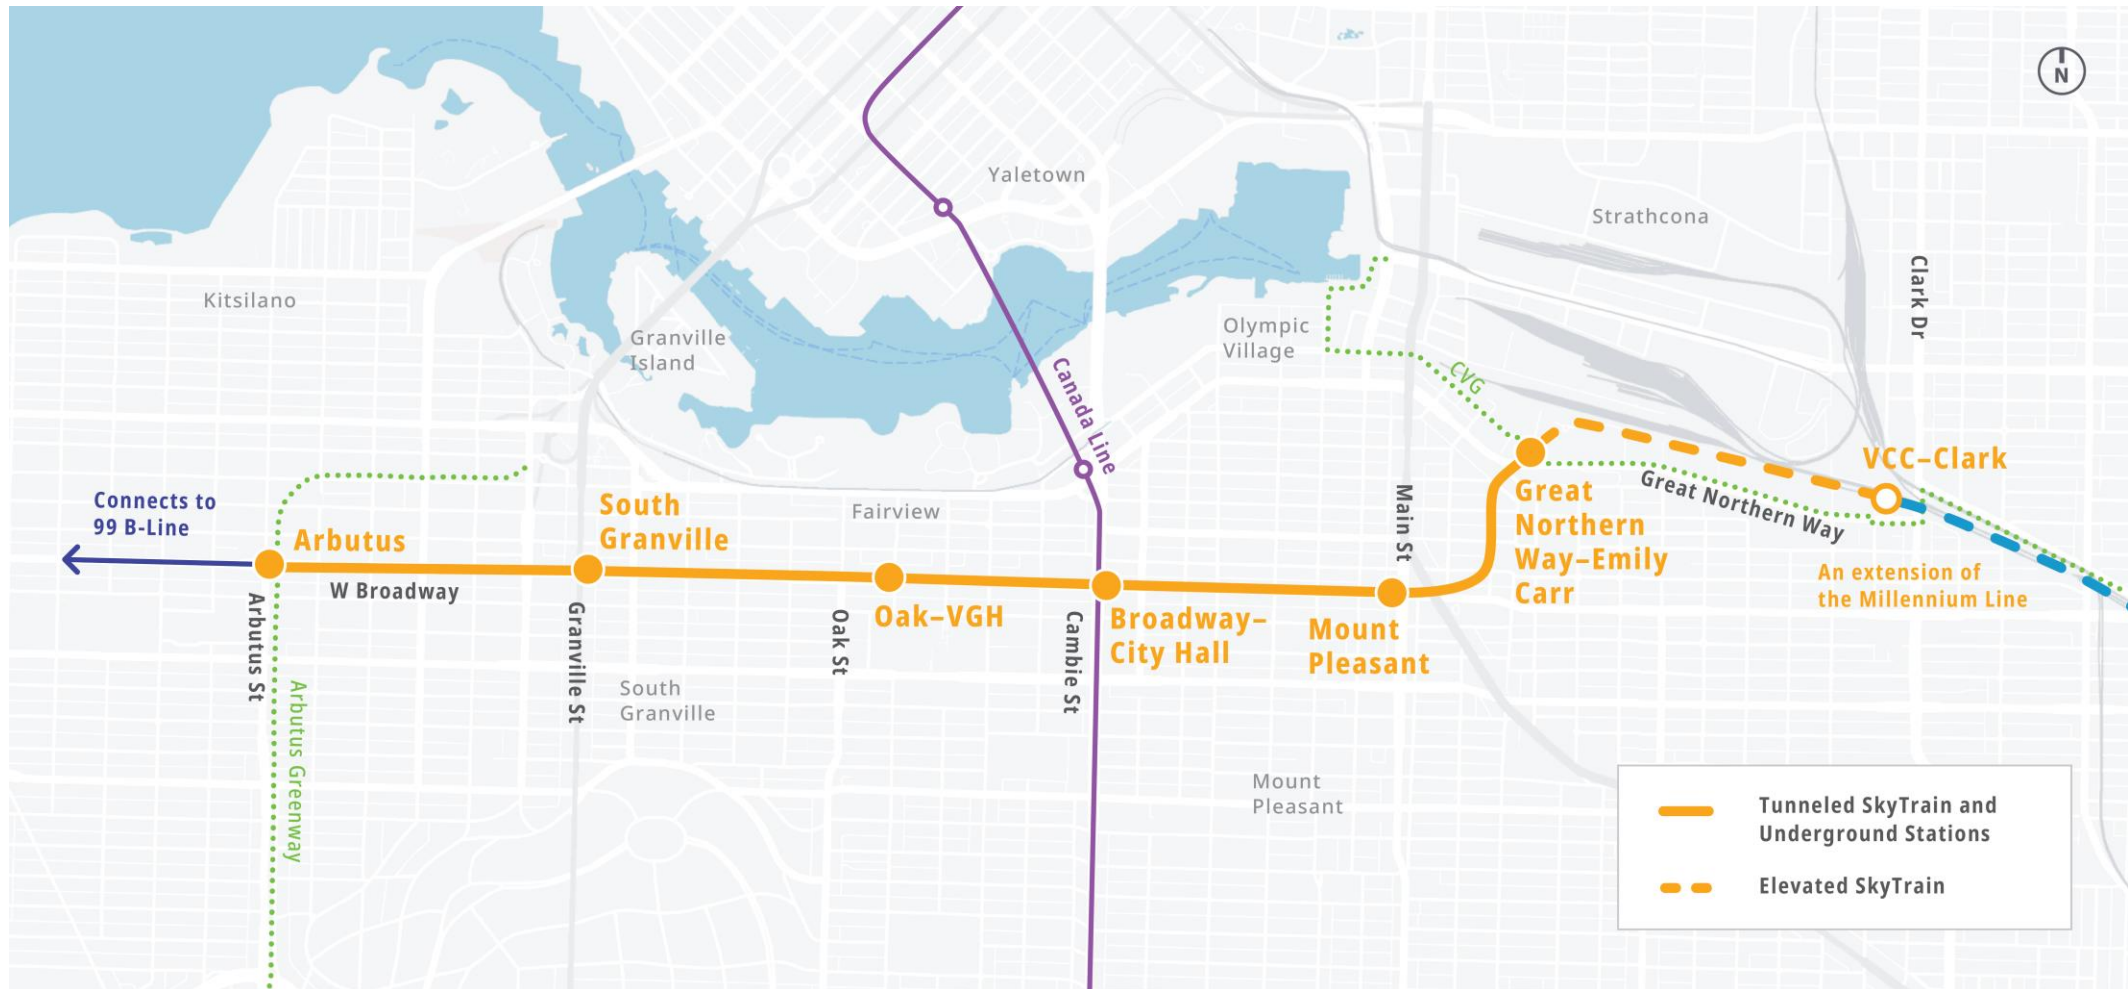 N
Yaletown
Strathcona
Clark Dr
Kitsilano
Granville
Island
Olympic
Village
Canada Line
CVG
VCC–Clark
Great Northern Way
Connects to
99 B-Line
Arbutus
South
Granville
Fairview
Main St
Great
Northern
Way–Emily
Carr
W Broadway
An extension of
the Millennium Line
Arbutus St
Granville St
Oak St
Oak–VGH
Cambie St
Broadway–
City Hall
Mount
Pleasant
Arbutus Greenway
South
Granville
Mount
Pleasant
Tunneled SkyTrain and
Underground Stations
Elevated SkyTrain